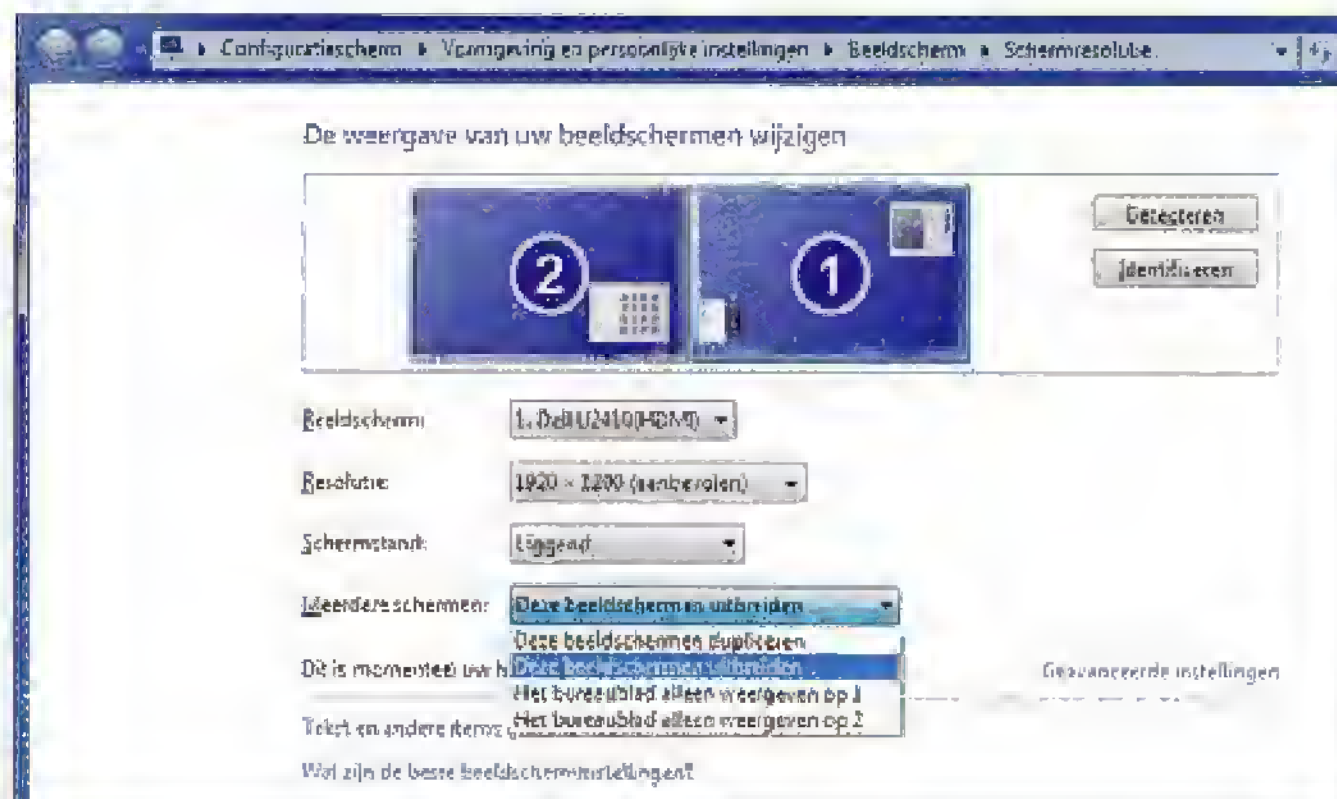 Configuratiescherm ▸ Vormgeving en persoonlijke instellingen ▸ Beeldscherm ▸ Schermresolutie
De weergave van uw beeldschermen wijzigen
2
1
Detecteren
Identificeren
Beeldscherm: 1. Dell U2410(HDMI)
Resolutie: 1920 × 1200 (aanbevolen)
Schermstand: Liggend
Meerdere schermen: Deze beeldschermen uitbreiden
Deze beeldschermen dupliceren
Dit is momenteel uw h Deze beeldschermen uitbreiden Geavanceerde instellingen
Het bureaublad alleen weergeven op 1
Het bureaublad alleen weergeven op 2
Tekst en andere items
Wat zijn de beste beeldscherminstellingen?